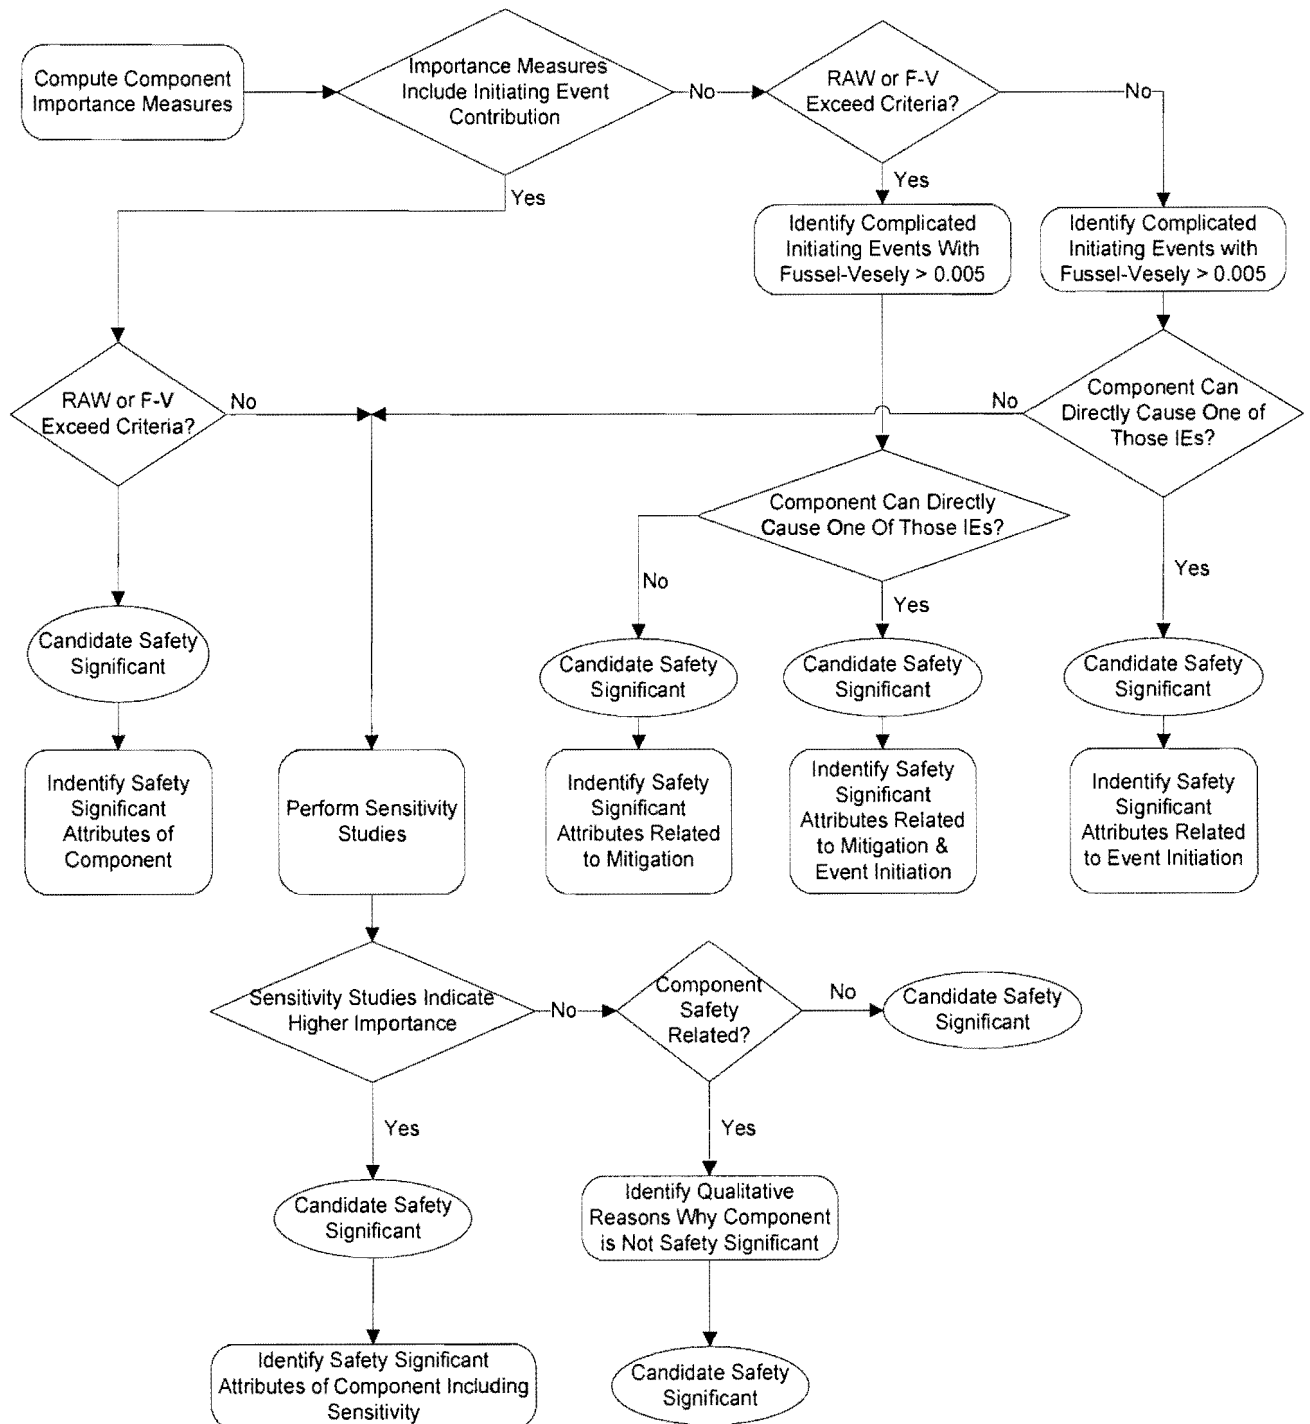 Compute Component
Importance Measures
Importance Measures
Include Initiating Event
Contribution
No
RAW or F-V
Exceed Criteria?
No
Yes
Yes
Identify Complicated
Initiating Events With
Fussel-Vesely > 0.005
Identify Complicated
Initiating Events with
Fussel-Vesely > 0.005
RAW or F-V
Exceed Criteria?
No
No
Component Can
Directly Cause One of
Those IEs?
Component Can Directly
Cause One Of Those IEs?
No
Yes
Yes
Candidate Safety
Significant
Candidate Safety
Significant
Candidate Safety
Significant
Candidate Safety
Significant
Indentify Safety
Significant
Attributes of
Component
Perform Sensitivity
Studies
Indentify Safety
Significant
Attributes Related
to Mitigation
Indentify Safety
Significant
Attributes Related
to Mitigation &
Event Initiation
Indentify Safety
Significant
Attributes Related
to Event Initiation
Sensitivity Studies Indicate
Higher Importance
No
Component
Safety
Related?
No
Candidate Safety
Significant
Yes
Yes
Candidate Safety
Significant
Identify Qualitative
Reasons Why Component
is Not Safety Significant
Identify Safety Significant
Attributes of Component Including
Sensitivity
Candidate Safety
Significant